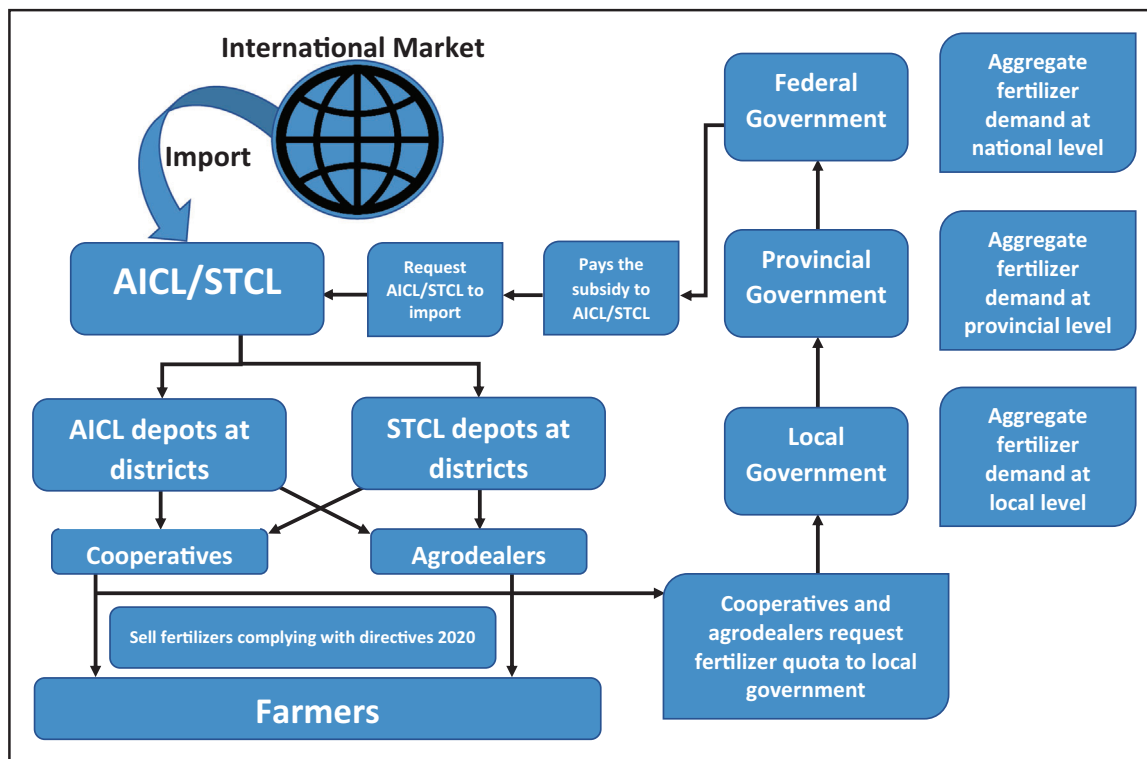 International Market
Import
AICL/STCL
Request
AICL/STCL to
import
Pays the
subsidy to
AICL/STCL
Federal
Government
Aggregate
fertilizer
demand at
national level
Provincial
Government
Aggregate
fertilizer
demand at
provincial level
Local
Government
Aggregate
fertilizer
demand at
local level
AICL depots at
districts
STCL depots at
districts
Cooperatives
Agrodealers
Sell fertilizers complying with directives 2020
Farmers
Cooperatives and
agrodealers request
fertilizer quota to local
government